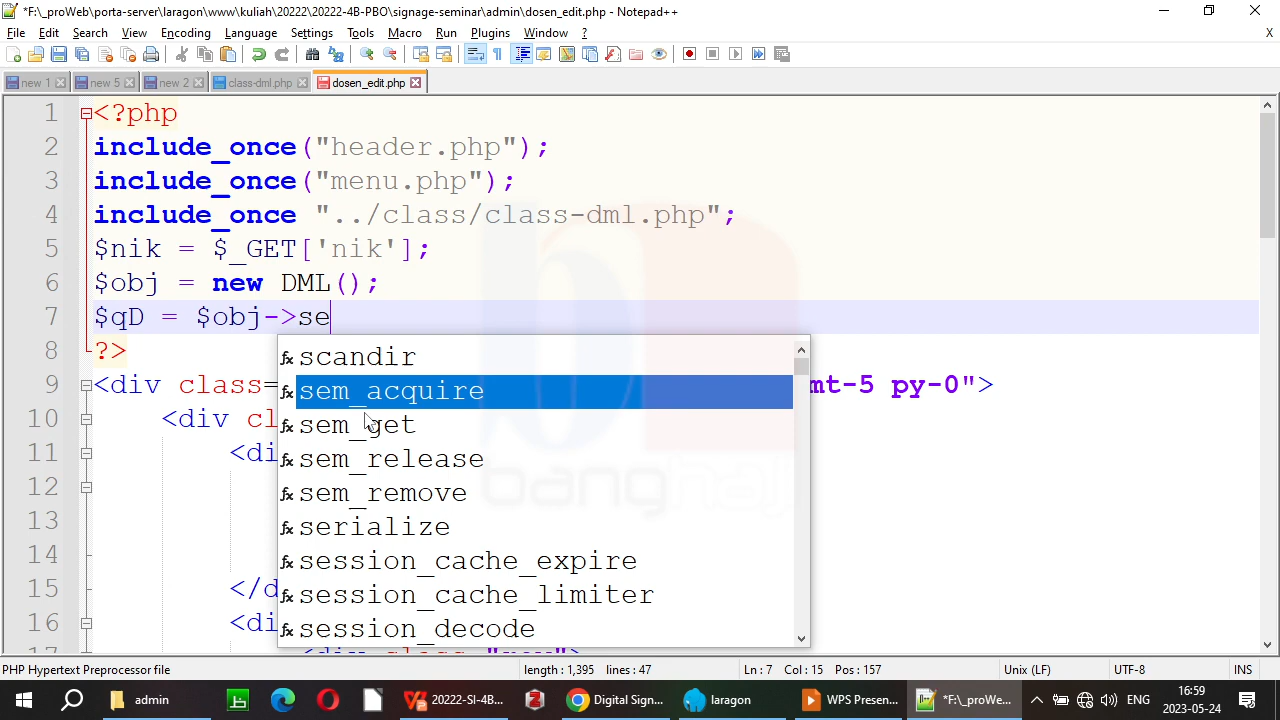 *F:\_proWeb\porta-server\laragon\www\kuliah\20222\20222-4B-PBO\signage-seminar\admin\dosen_edit.php - Notepad++
File Edit Search View Encoding Language Settings Tools Macro Run Plugins Window ? X
new 1 new 5 new 2 class-dml.php dosen_edit.php
1 <?php
2 include_once("header.php");
3 include_once("menu.php");
4 include_once "../class/class-dml.php";
5 $nik = $_GET['nik'];
6 $obj = new DML();
7 $qD = $obj->se
8 ?>
scandir
9 <div class= mt-5 py-0">
sem_acquire
10 <div cl
sem_get
11 <di
sem_release
12
sem_remove
13
serialize
14
session_cache_expire
15 </d
session_cache_limiter
16 <di
session_decode
17 <div class="row">
banghaji
PHP Hypertext Preprocessor file length : 1,395 lines : 47 Ln : 7 Col : 15 Pos : 157 Unix (LF) UTF-8 INS
admin 20222-SI-4B... Digital Sign... laragon WPS Presen... *F:\_proWe... ENG 16:59
2023-05-24